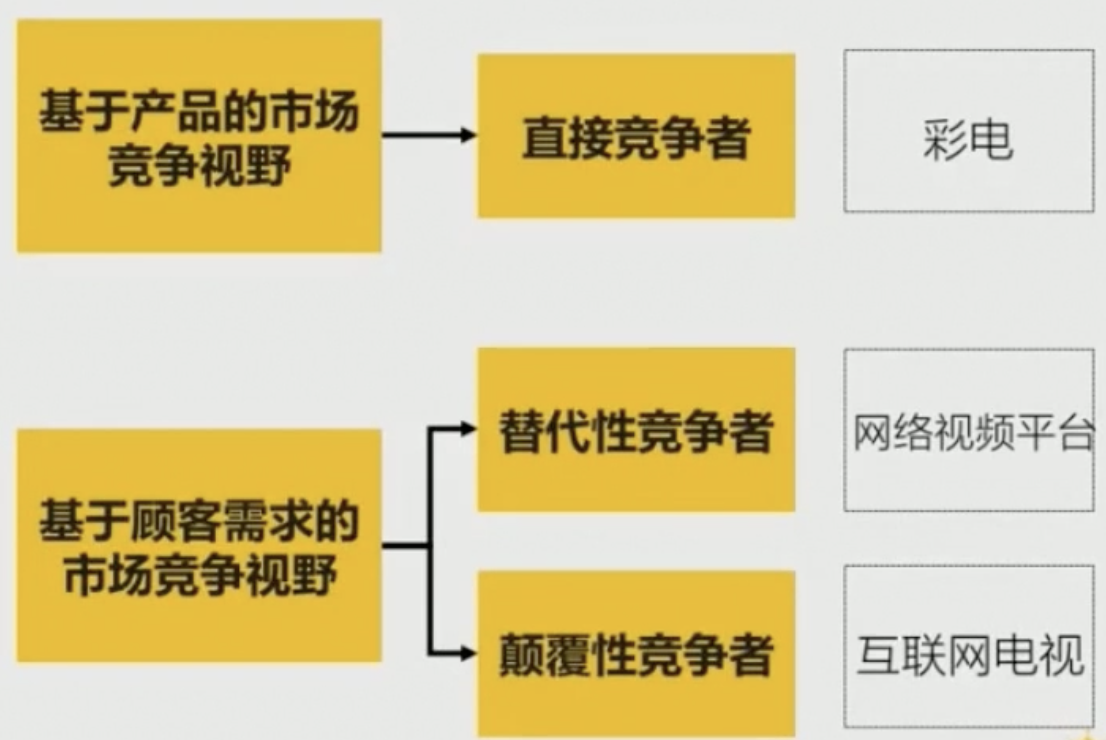 基于产品的市场
竞争视野
直接竞争者
彩电
基于顾客需求的
市场竞争视野
替代性竞争者
网络视频平台
颠覆性竞争者
互联网电视